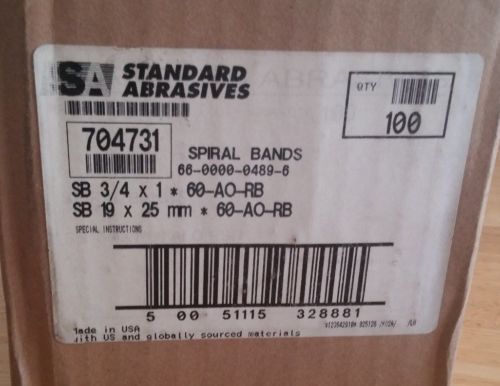 SA STANDARD
ABRASIVES
QTY
100
704731
SPIRAL BANDS
66-0000-0489-6
SB 3/4 x 1 * 60-AO-RB
SB 19 x 25 mm * 60-AO-RB
SPECIAL INSTRUCTIONS
5 00 51115 328881
Made in USA
with US and globally sourced materials